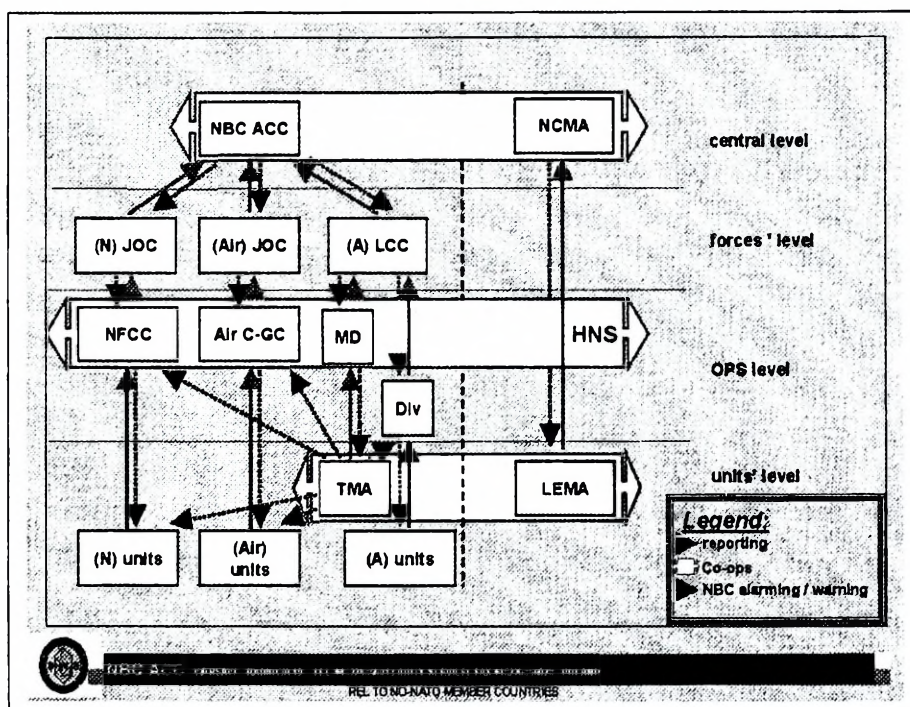 NBC ACC
NCMA
central level
(N) JOC
(Air) JOC
(A) LCC
forces ' level
NFCC
Air C-GC
MD
HNS
OPS level
Div
TMA
LEMA
units' level
(N) units
(Air)
units
(A) units
Legend:
reporting
Co-ops
NBC alarming / warning
NBC ACC
REL TO NO-NATO MEMBER COUNTRIES